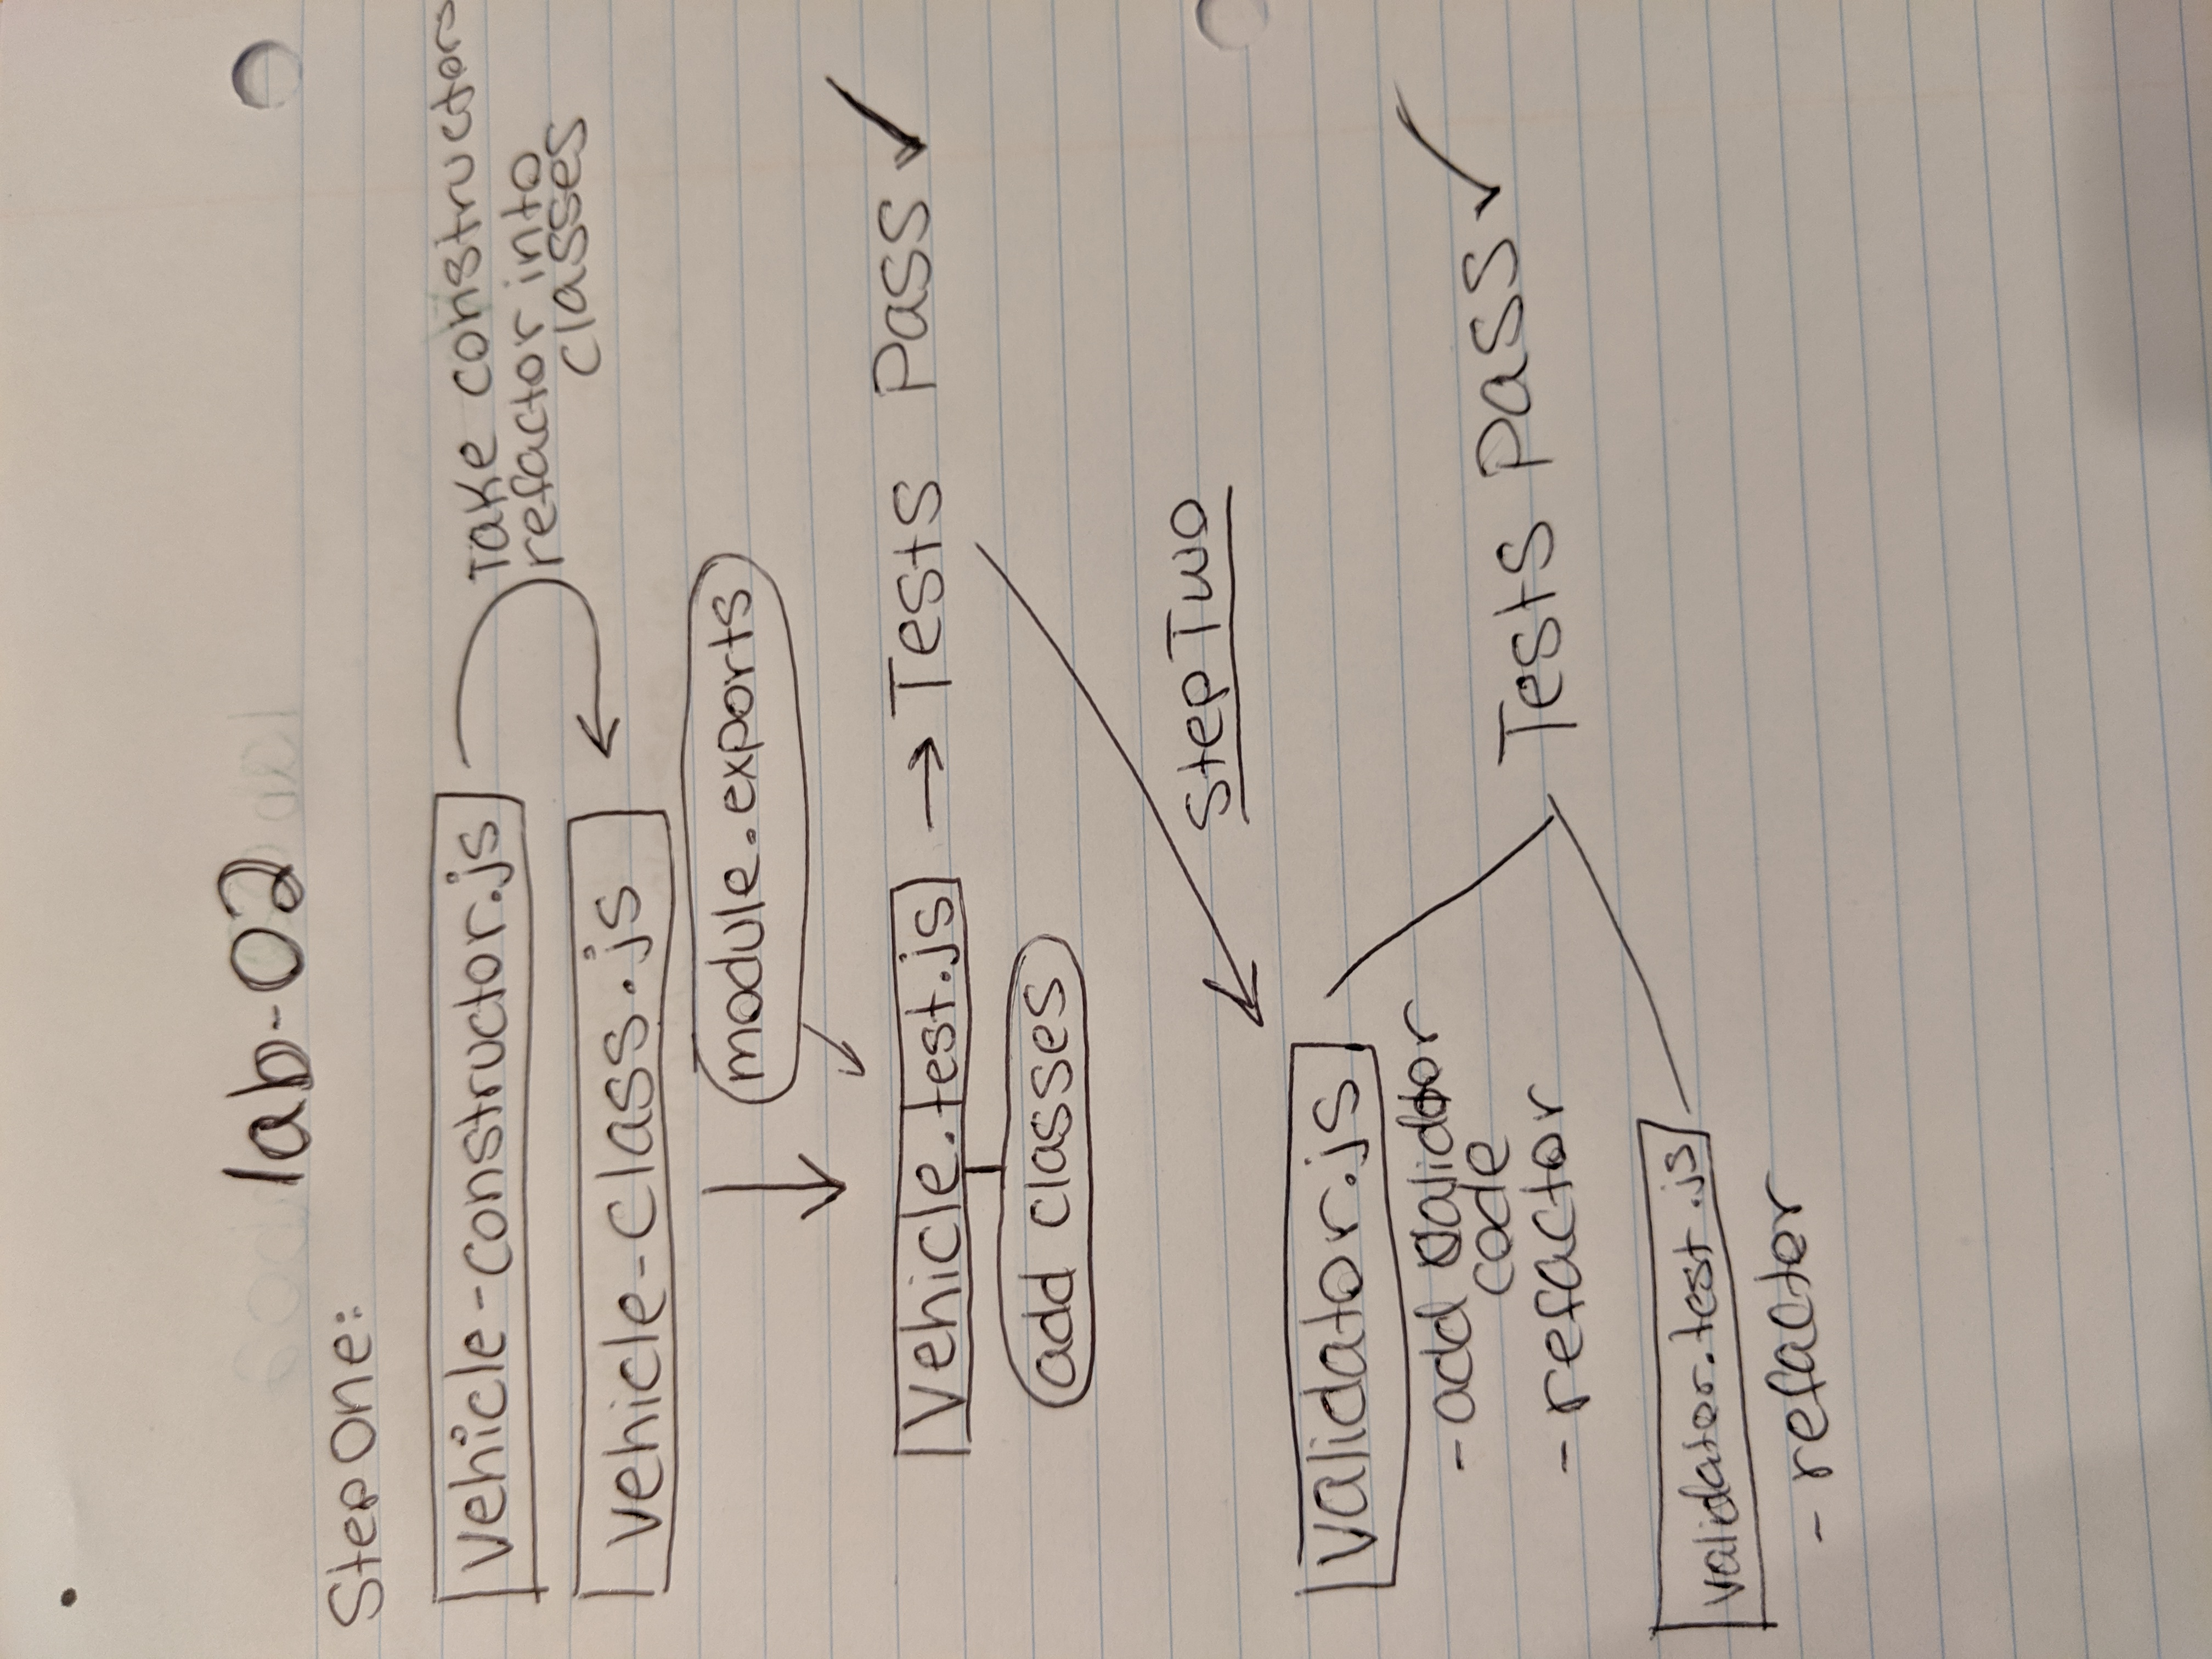 lab-02
Step One:
vehicle-constructor.js
Take constructors
refactor into
classes
vehicle-class.js
module.exports
Vehicle.test.js → Tests Pass ✓
add classes
Step Two
validator.js
- add validtor
code
- refactor
Tests Pass ✓
validator.test.js
- refactor